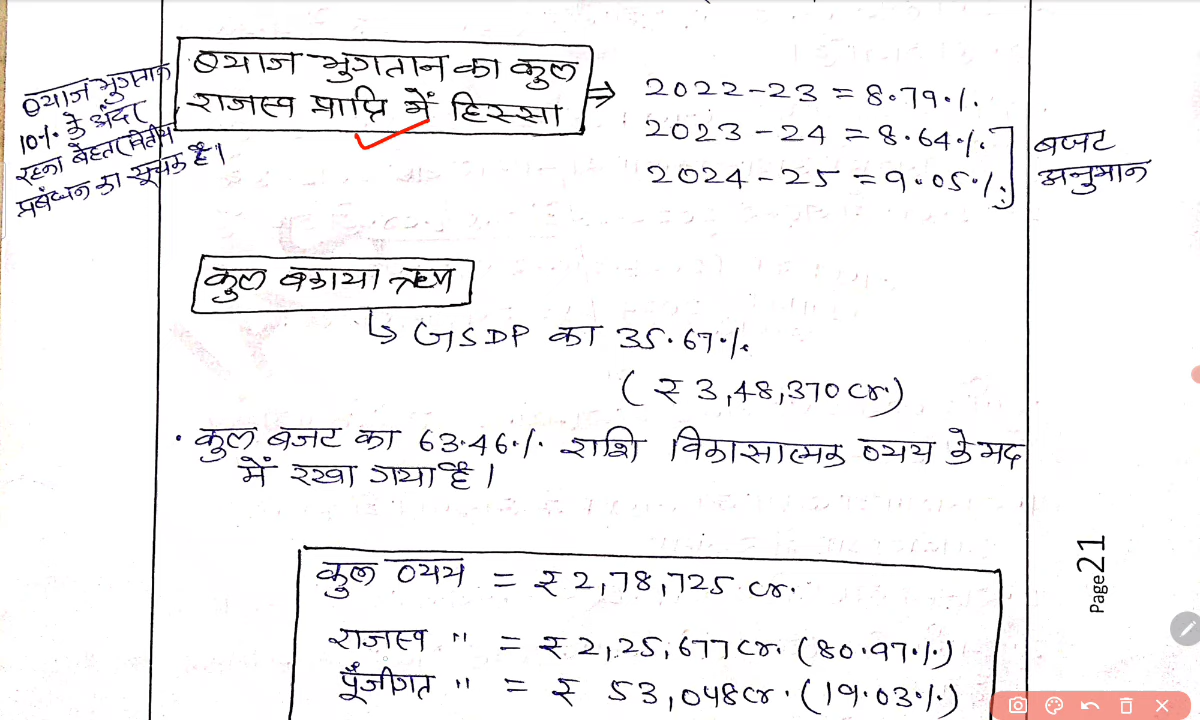 ब्याज भुगतान
10% के अंदर
रहना बेहतर वित्तीय
प्रबंधन का सूचक है।
ब्याज भुगतान का कुल
राजस्व प्राप्ति में हिस्सा
⇒ 2022-23 = 8.79%
2023-24 = 8.64%
2024-25 = 9.05%
बजट
अनुमान
कुल बकाया ऋण
↳ GSDP का 35.67%
(₹ 3,48,370 cr.)
• कुल बजट का 63.46% राशि विकासात्मक व्यय के मद
में रखा गया है।
कुल व्यय = ₹ 2,78,725 cr.
राजस्व " = ₹ 2,25,677 cr. (80.97%)
पूँजीगत " = ₹ 53,048 cr. (19.03%)
Page 21